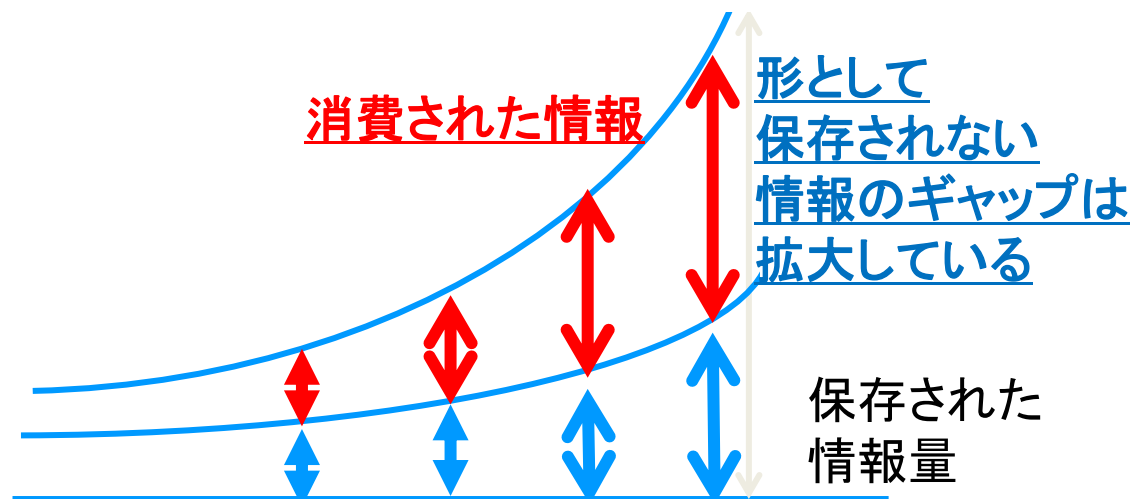 消費された情報
形として
保存されない
情報のギャップは
拡大している
保存された
情報量